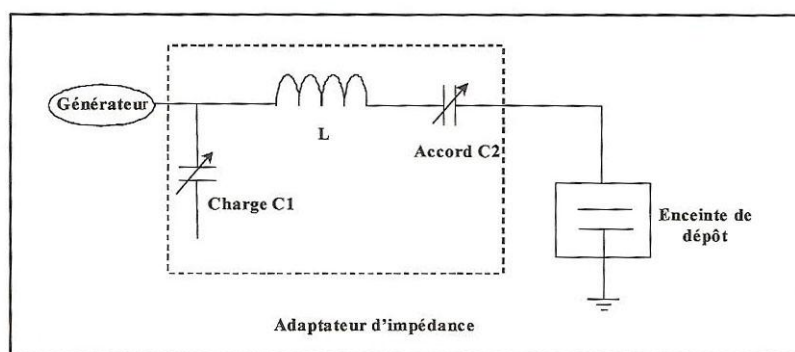 Générateur
L
Accord C2
Charge C1
Enceinte de
dépôt
Adaptateur d'impédance